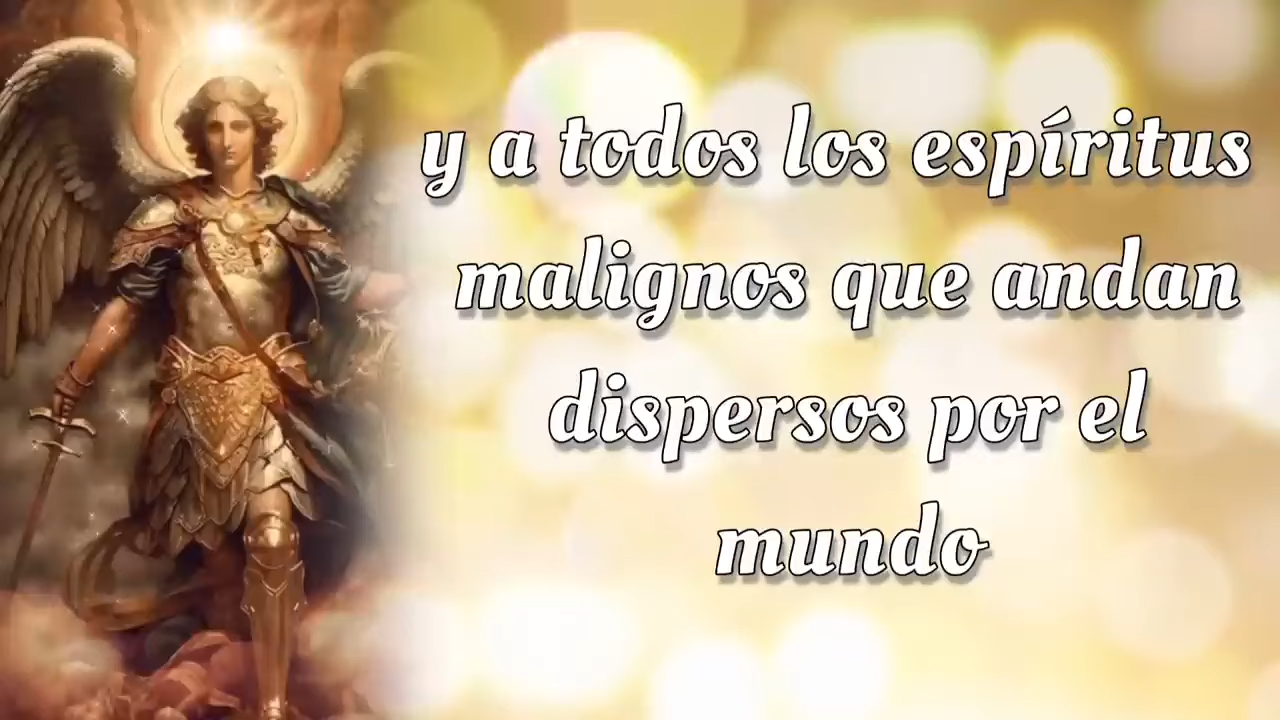 y a todos los espíritus
malignos que andan
dispersos por el
mundo